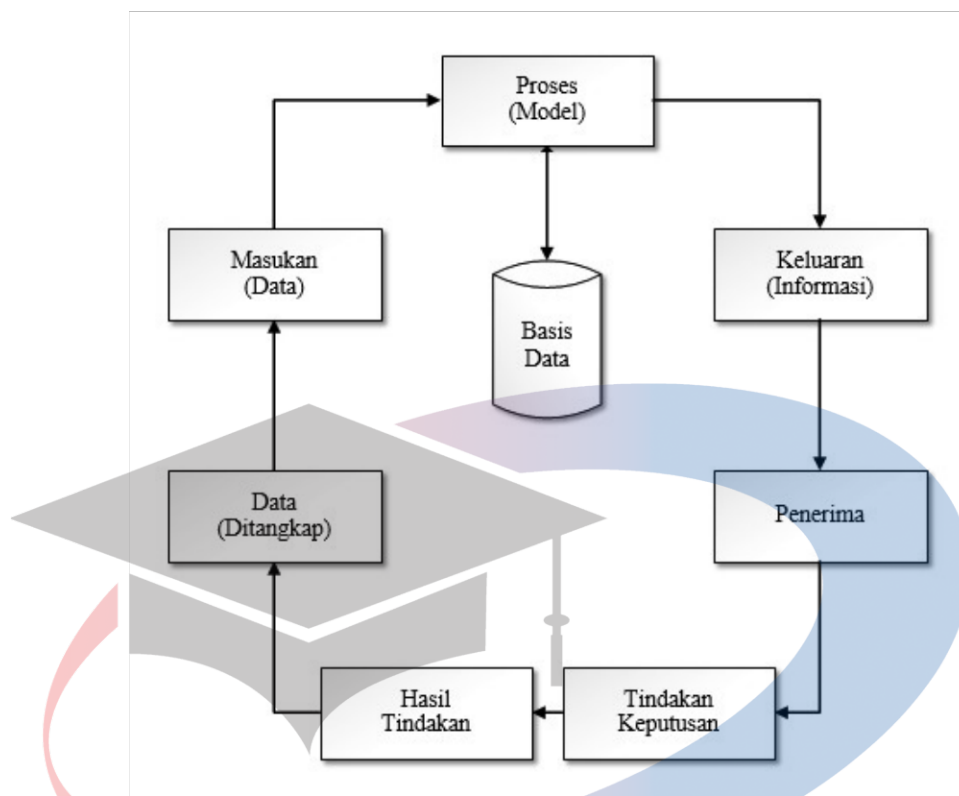 Proses
(Model)
Masukan
(Data)
Keluaran
(Informasi)
Basis
Data
Data
(Ditangkap)
Penerima
Hasil
Tindakan
Tindakan
Keputusan